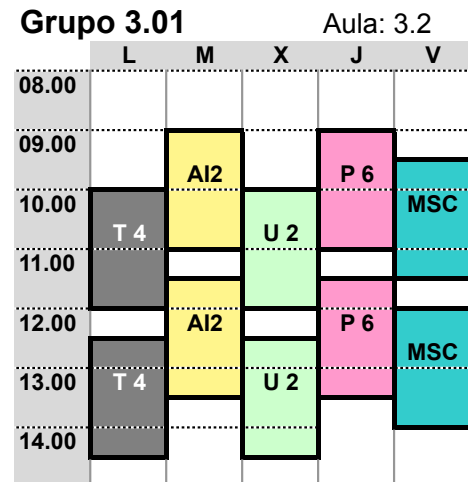 Grupo 3.01 Aula: 3.2
L M X J V
08.00
09.00
AI2 P 6
10.00 MSC
T 4 U 2
11.00
12.00
AI2 P 6
MSC
13.00 T 4 U 2
14.00